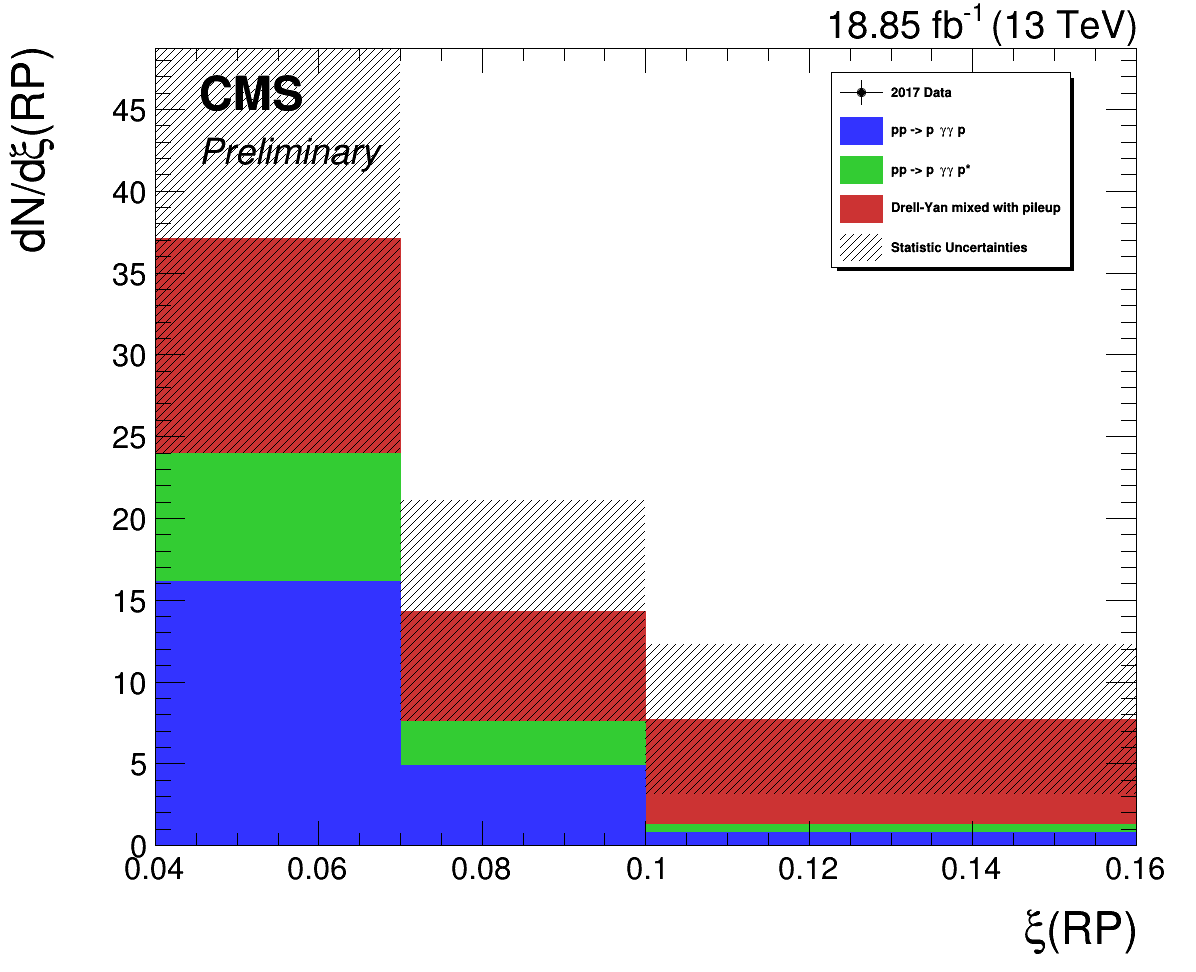 18.85 fb⁻¹ (13 TeV)
dN/dξ(RP)
CMS
Preliminary
2017 Data
pp -> p γγ p
pp -> p γγ p*
Drell-Yan mixed with pileup
Statistic Uncertainties
45
40
35
30
25
20
15
10
5
0
0.04 0.06 0.08 0.1 0.12 0.14 0.16
ξ(RP)